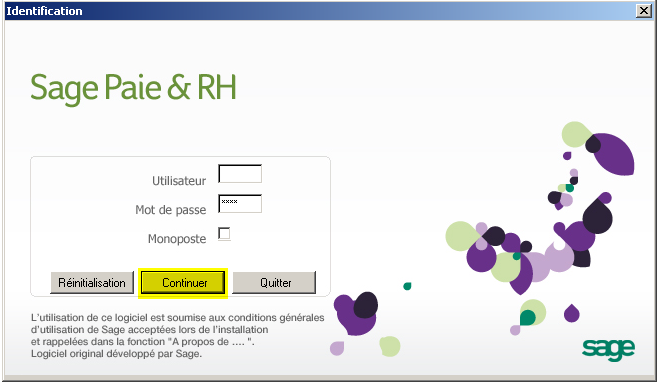 Identification
Sage Paie & RH
Utilisateur
Mot de passe ****
Monoposte
Réinitialisation Continuer Quitter
L'utilisation de ce logiciel est soumise aux conditions générales
d'utilisation de Sage acceptées lors de l'installation
et rappelées dans la fonction "A propos de .... ".
Logiciel original développé par Sage.
sage